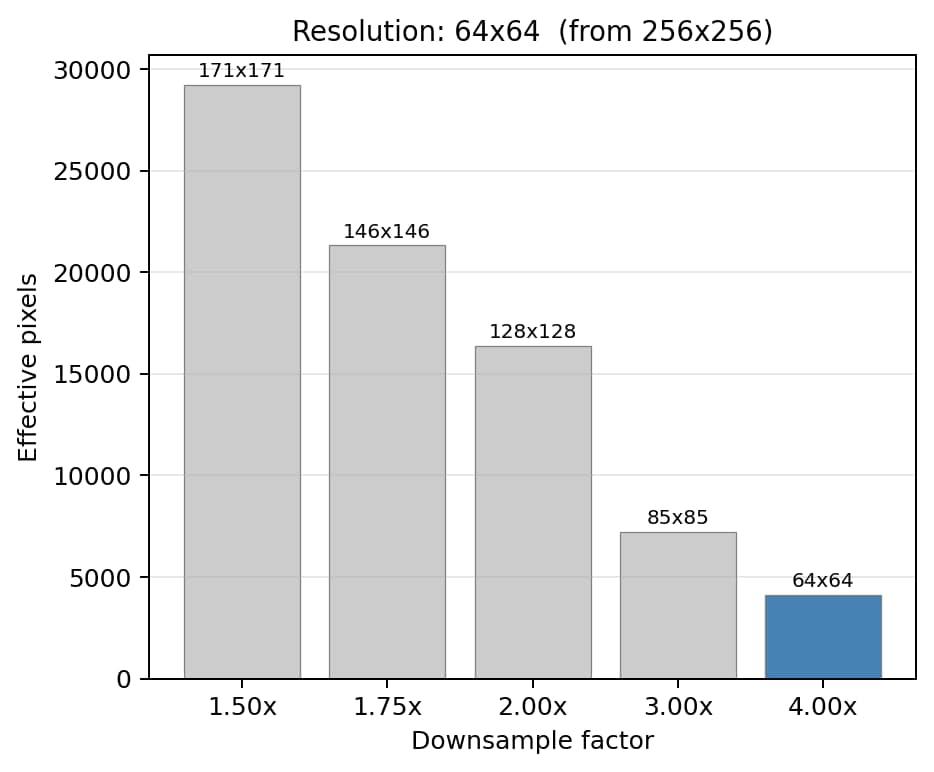 Resolution: 64x64  (from 256x256)
Effective pixels
30000
25000
20000
15000
10000
5000
0
171x171
146x146
128x128
85x85
64x64
1.50x
1.75x
2.00x
3.00x
4.00x
Downsample factor